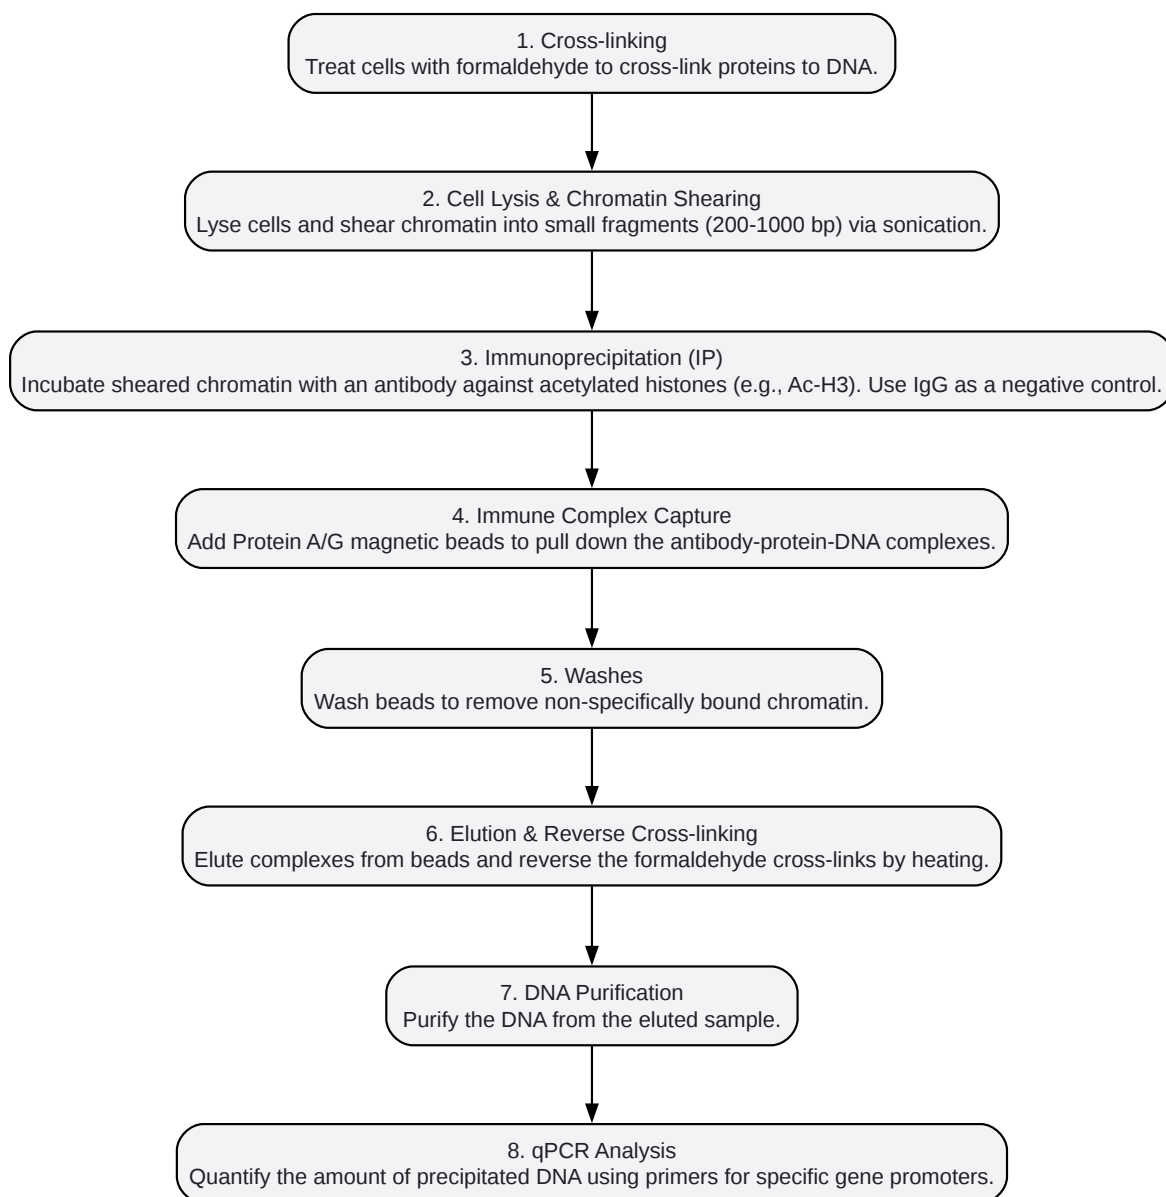 1. Cross-linking
Treat cells with formaldehyde to cross-link proteins to DNA.
2. Cell Lysis & Chromatin Shearing
Lyse cells and shear chromatin into small fragments (200-1000 bp) via sonication.
3. Immunoprecipitation (IP)
Incubate sheared chromatin with an antibody against acetylated histones (e.g., Ac-H3). Use IgG as a negative control.
4. Immune Complex Capture
Add Protein A/G magnetic beads to pull down the antibody-protein-DNA complexes.
5. Washes
Wash beads to remove non-specifically bound chromatin.
6. Elution & Reverse Cross-linking
Elute complexes from beads and reverse the formaldehyde cross-links by heating.
7. DNA Purification
Purify the DNA from the eluted sample.
8. qPCR Analysis
Quantify the amount of precipitated DNA using primers for specific gene promoters.